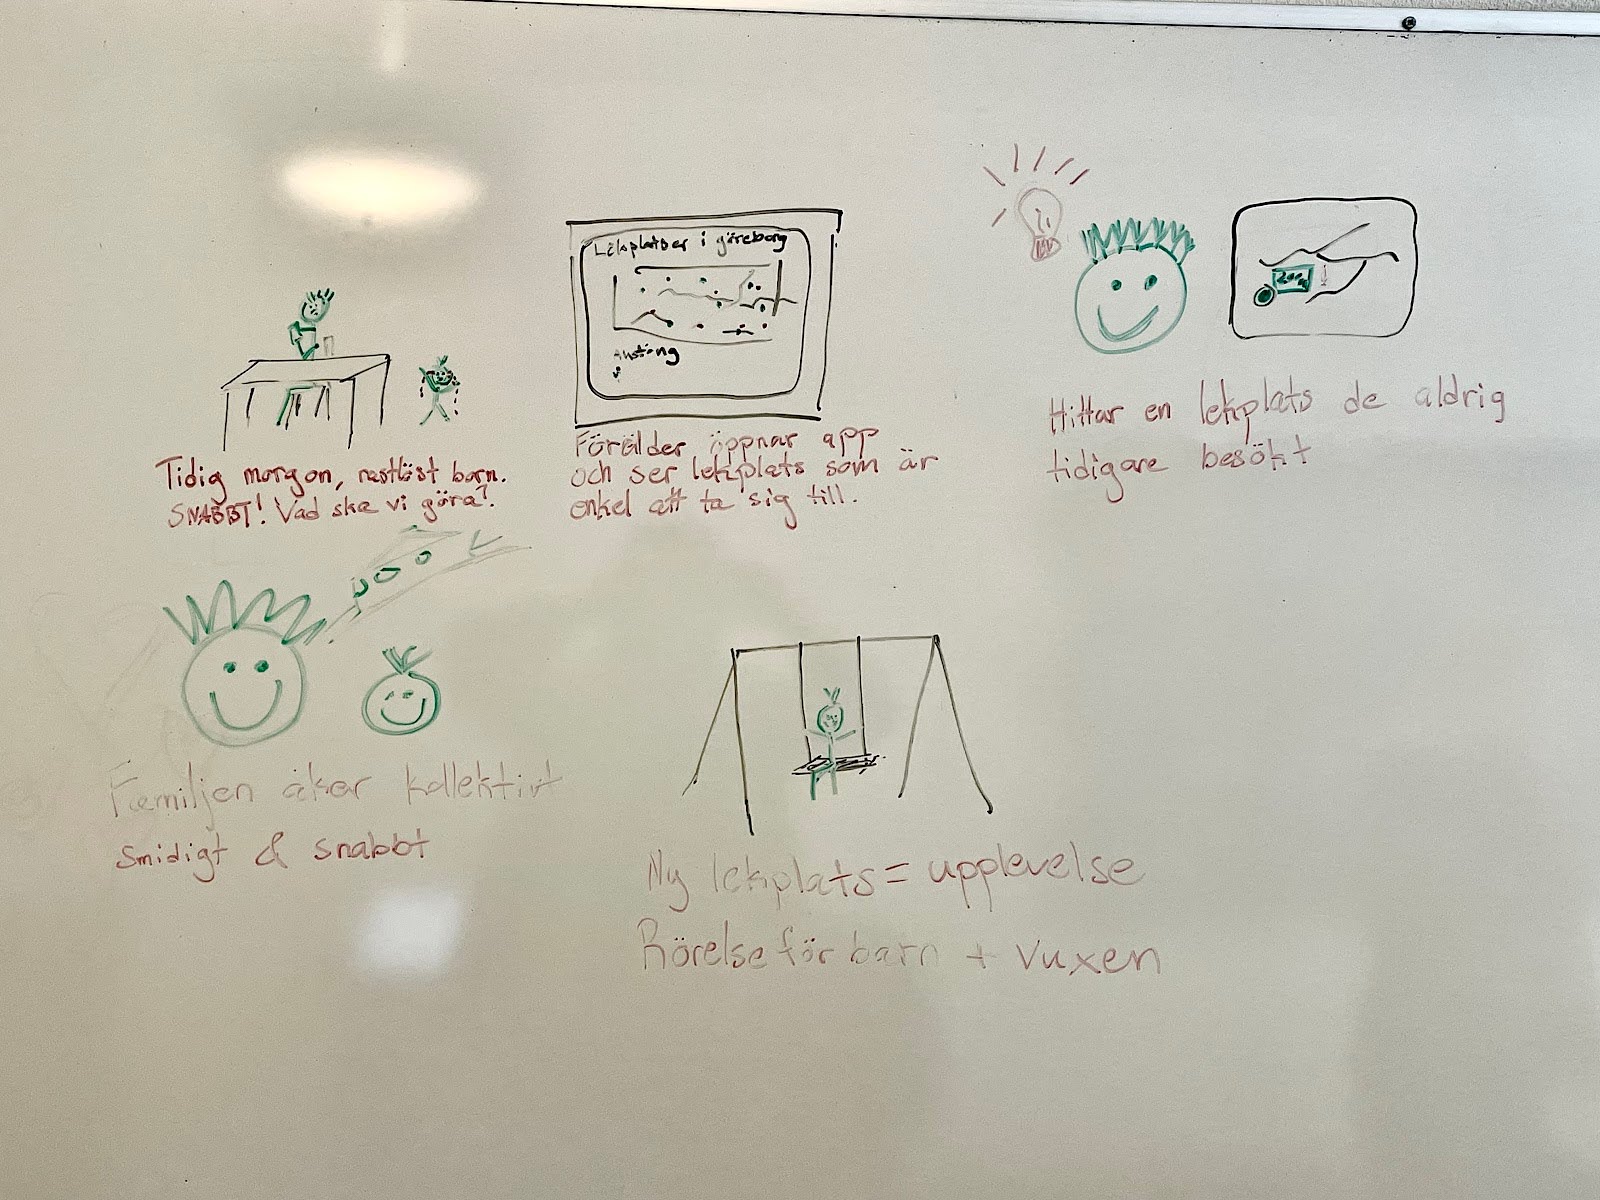 Tidig morgon, rastlöst barn.
SNABBT! Vad ska vi göra?
Lekplatser i göteborg
Förälder öppnar app
och ser lekplats som är
enkel att ta sig till.
Hittar en lekplats de aldrig
tidigare besökt
Familjen åker kollektivt
smidigt & snabbt
Ny lekplats = upplevelse
Rörelse för barn + vuxen